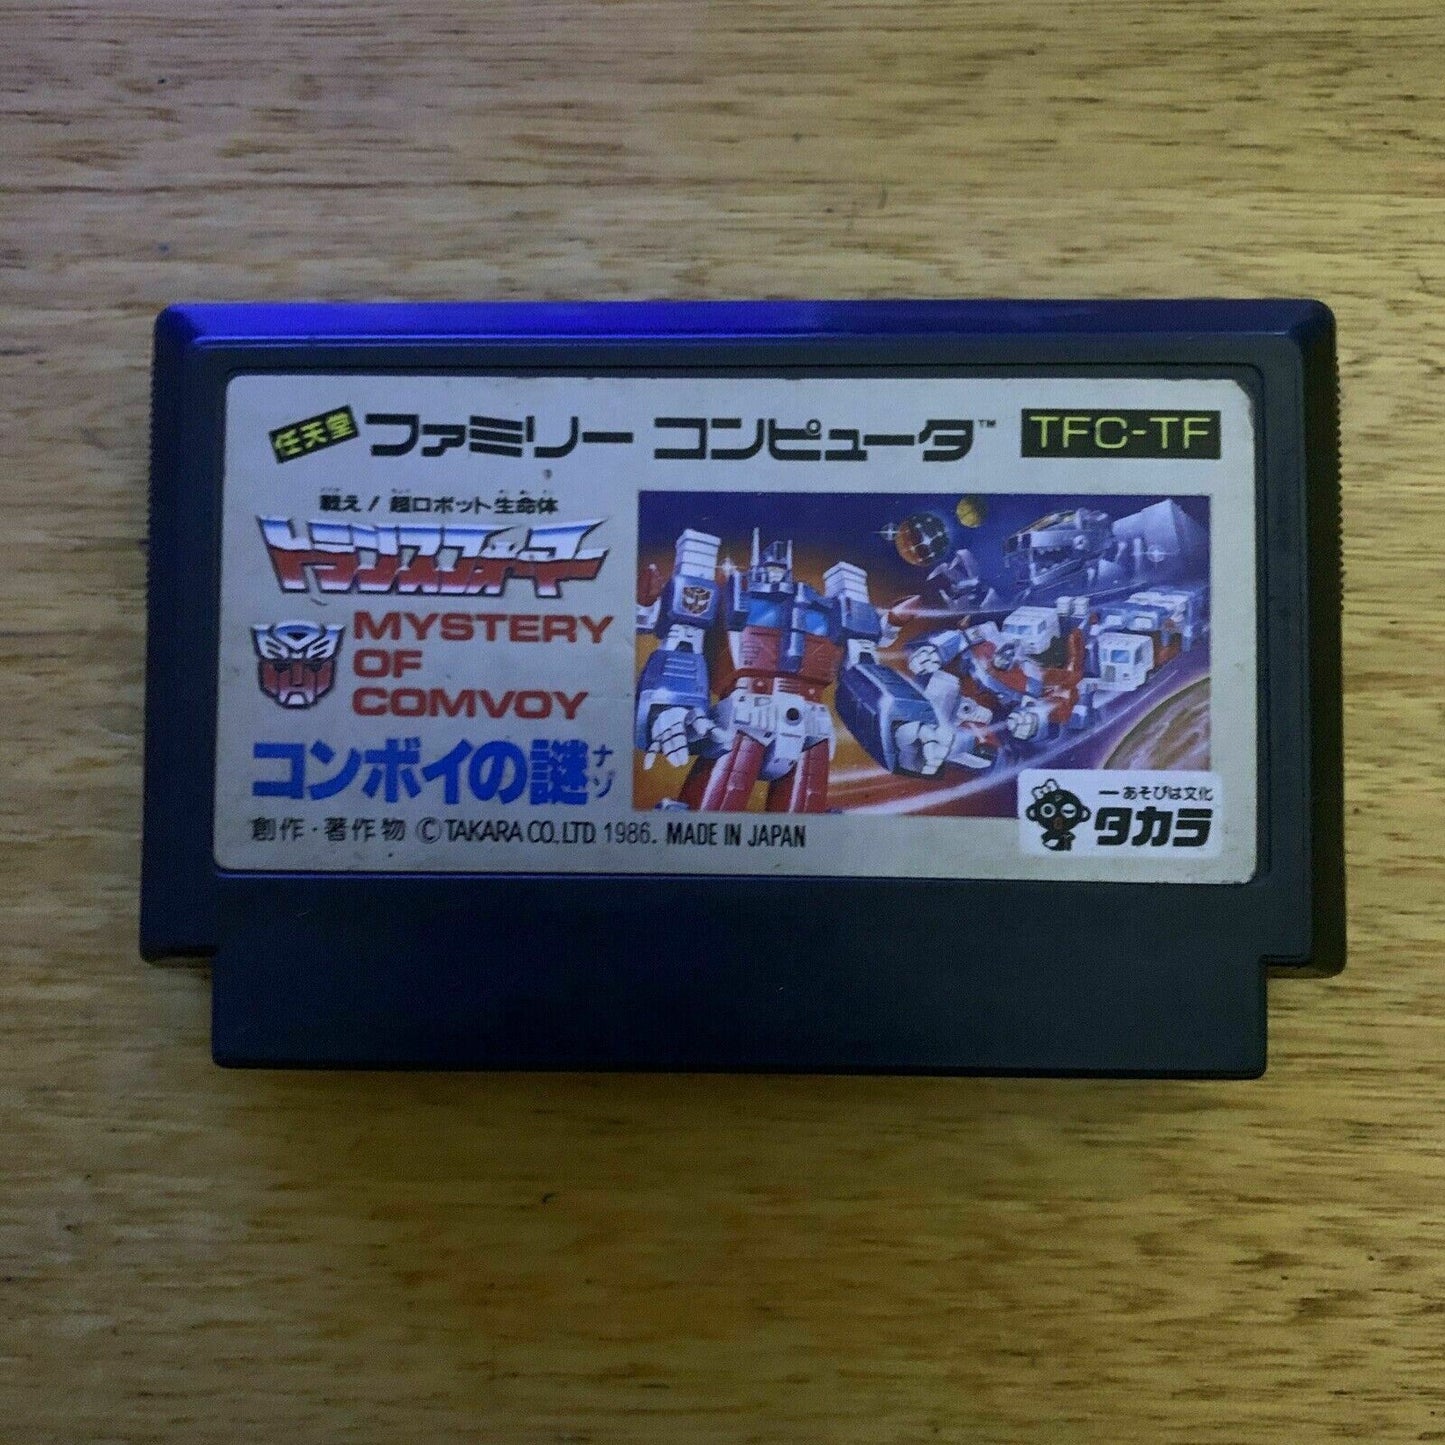 任天堂 ファミリー コンピュータ™ TFC-TF
戦え!超ロボット生命体
トランスフォーマー
MYSTERY
OF
COMVOY
コンボイの謎ナゾ
創作・著作物 ©TAKARA CO.,LTD. 1986. MADE IN JAPAN
ーあそびは文化
タカラ